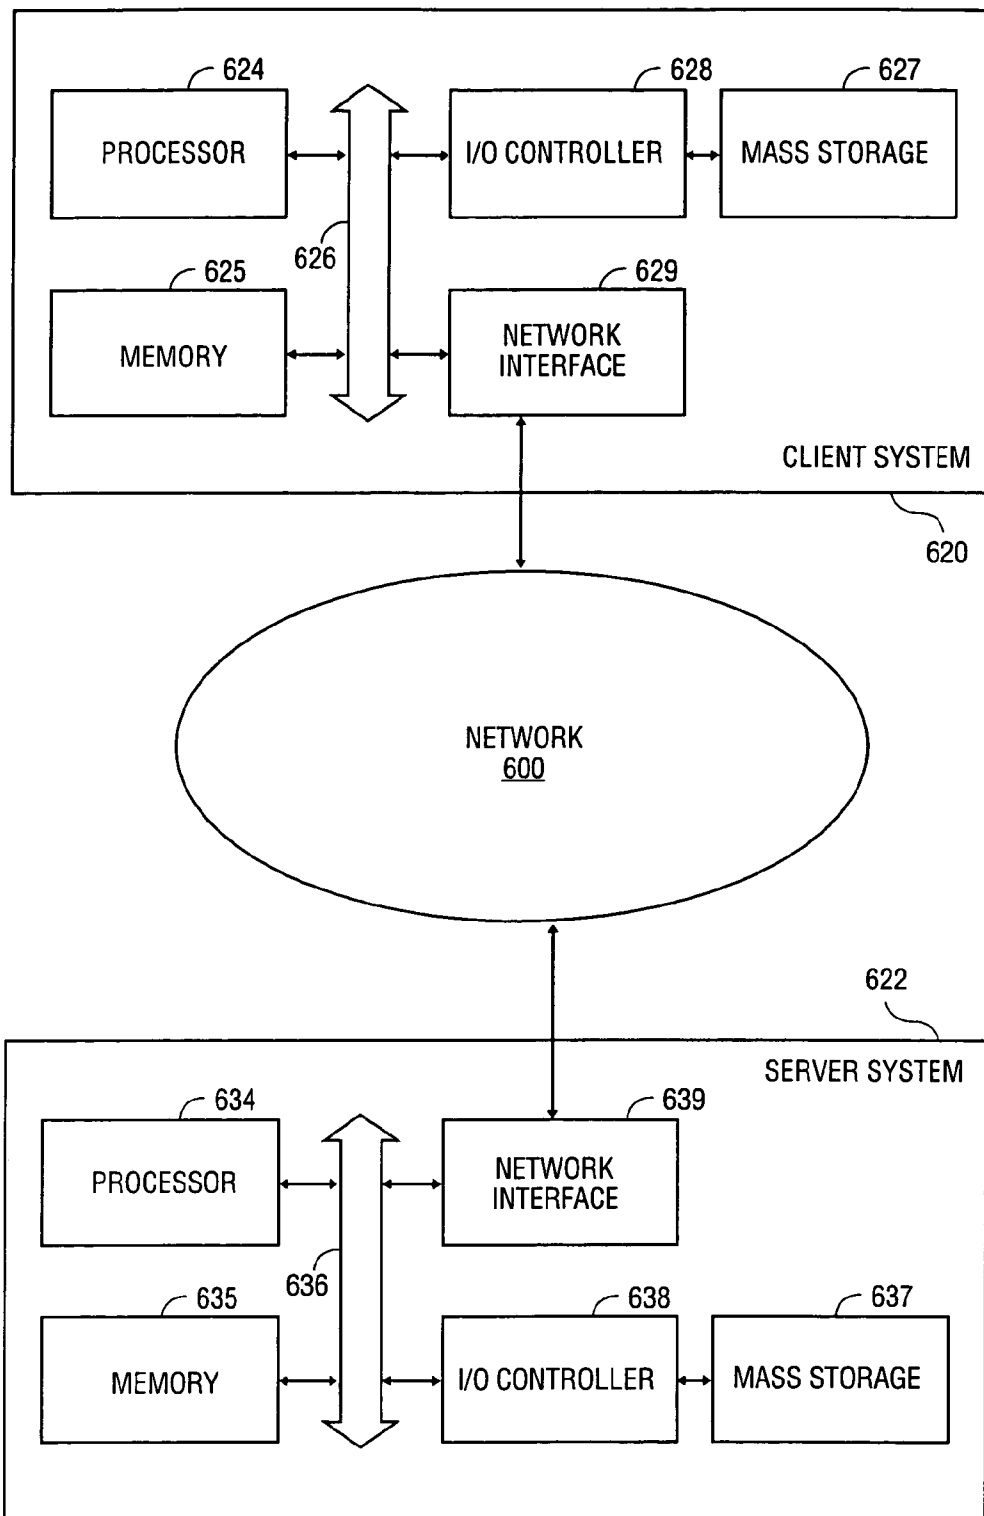 624
628
627
PROCESSOR
I/O CONTROLLER
MASS STORAGE
626
625
629
MEMORY
NETWORK
INTERFACE
CLIENT SYSTEM
620
NETWORK
600
622
SERVER SYSTEM
634
639
PROCESSOR
NETWORK
INTERFACE
636
635
638
637
MEMORY
I/O CONTROLLER
MASS STORAGE